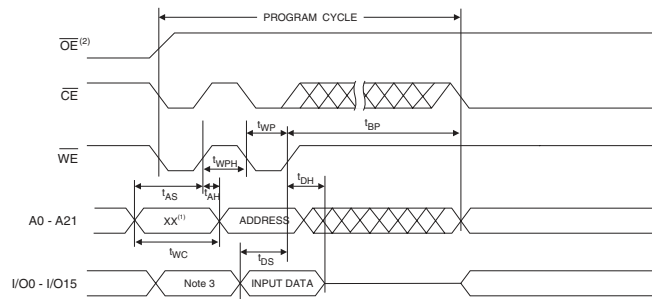 PROGRAM CYCLE
OE (2)
CE
tWP
tBP
WE
tWPH
tDH
tAS
tAH
A0 - A21
XX(1)
ADDRESS
tWC
tDS
I/O0 - I/O15
Note 3
INPUT DATA